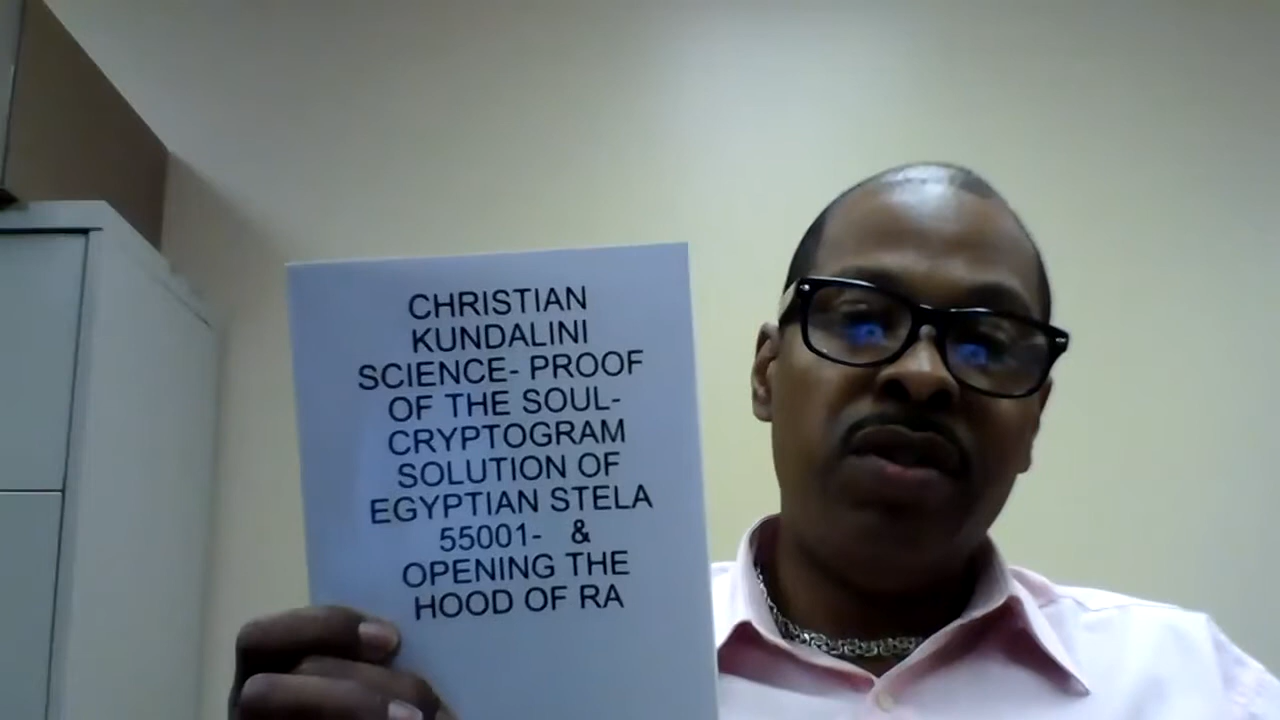 CHRISTIAN
KUNDALINI
SCIENCE- PROOF
OF THE SOUL-
CRYPTOGRAM
SOLUTION OF
EGYPTIAN STELA
55001- &
OPENING THE
HOOD OF RA